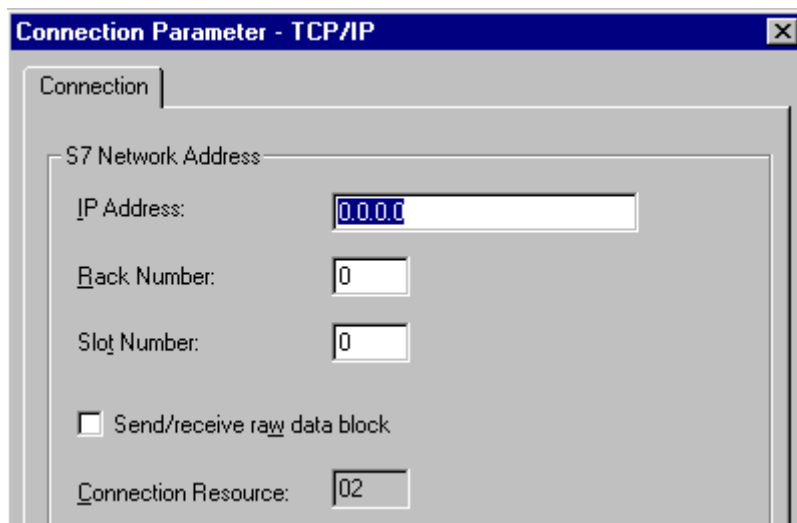 Connection Parameter - TCP/IP
Connection
S7 Network Address
IP Address: 0.0.0.0
Rack Number: 0
Slot Number: 0
Send/receive raw data block
Connection Resource: 02